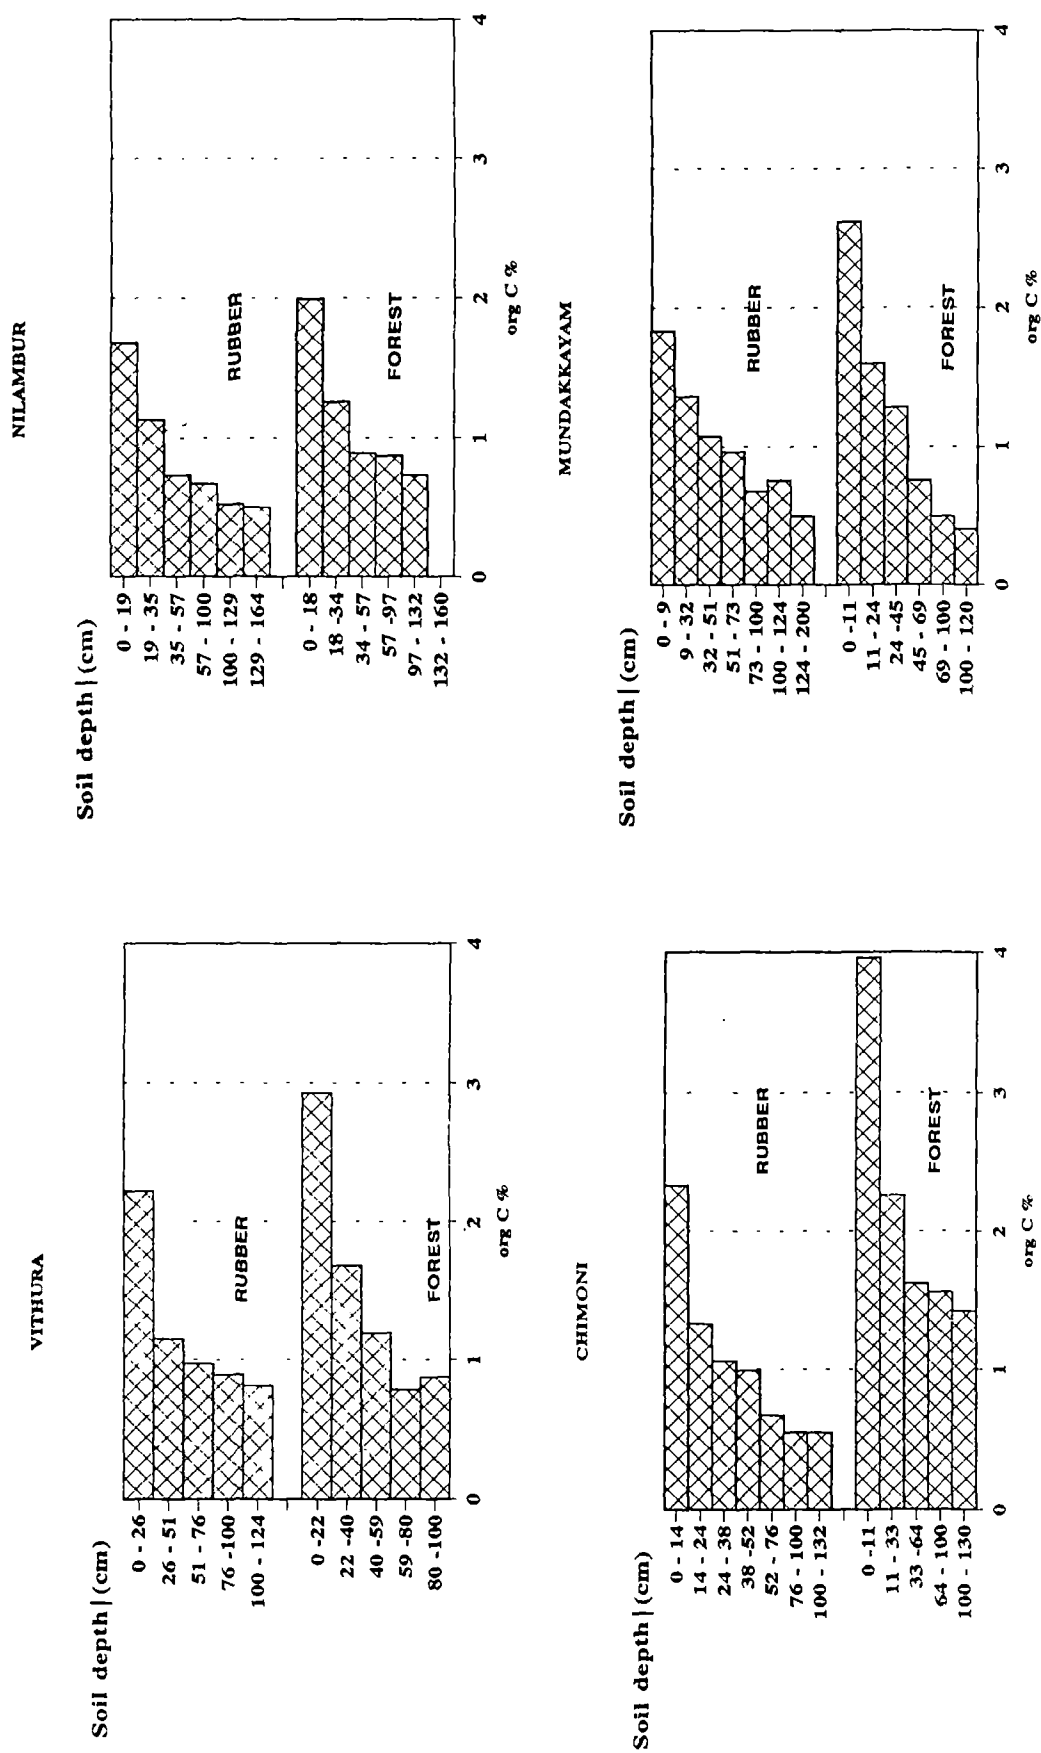 VITHURA
Soil depth | (cm)
0 - 26
26 - 51
51 - 76
76 -100
100 - 124
0 -22
22 -40
40 -59
59 -80
80 -100
RUBBER
FOREST
0
1
2
3
4
org C %
NILAMBUR
Soil depth | (cm)
0 - 19
19 - 35
35 - 57
57 - 100
100 - 129
129 - 164
0 - 18
18 -34
34 - 57
57 -97
97 - 132
132 - 160
RUBBER
FOREST
0
1
2
3
4
org C %
CHIMONI
Soil depth | (cm)
0 - 14
14 - 24
24 - 38
38 -52
52 - 76
76 - 100
100 - 132
0 -11
11 - 33
33 -64
64 - 100
100 - 130
RUBBER
FOREST
0
1
2
3
4
org C %
MUNDAKKAYAM
Soil depth | (cm)
0 - 9
9 - 32
32 - 51
51 - 73
73 - 100
100 - 124
124 - 200
0 -11
11 - 24
24 -45
45 - 69
69 - 100
100 - 120
RUBBER
FOREST
0
1
2
3
4
org C %